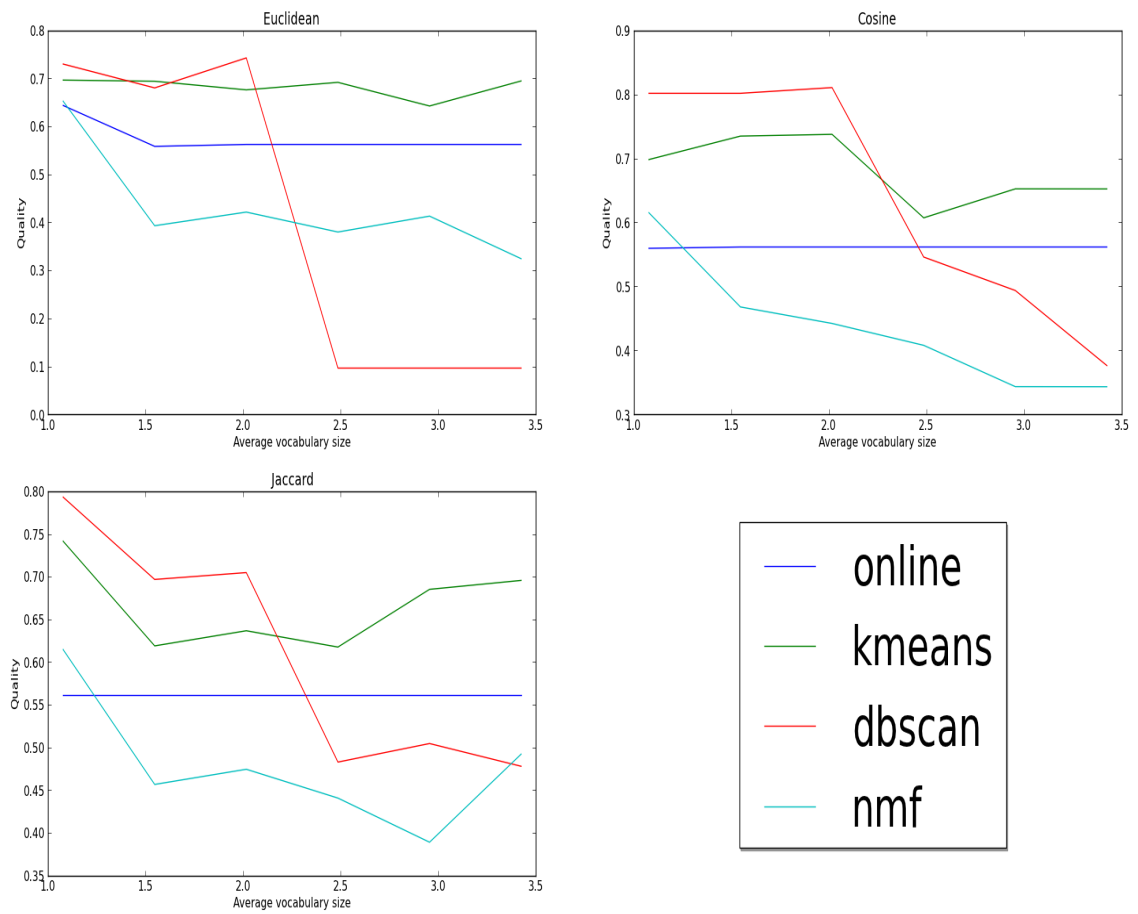 Euclidean
0.8
0.7
0.6
0.5
0.4
0.3
0.2
0.1
0.0
Quality
1.0 1.5 2.0 2.5 3.0 3.5
Average vocabulary size
Cosine
0.9
0.8
0.7
0.6
0.5
0.4
0.3
Quality
1.0 1.5 2.0 2.5 3.0 3.5
Average vocabulary size
Jaccard
0.80
0.75
0.70
0.65
0.60
0.55
0.50
0.45
0.40
0.35
Quality
1.0 1.5 2.0 2.5 3.0 3.5
Average vocabulary size
online
kmeans
dbscan
nmf